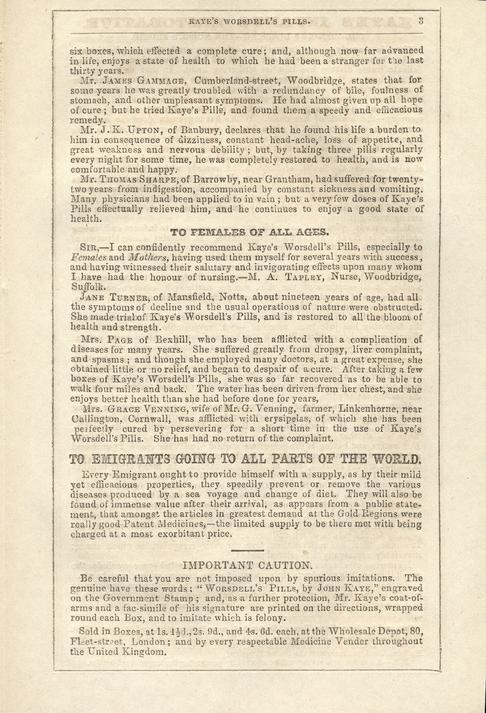 KAYE'S WORSDELL'S PILLS. 3
six boxes, which effected a complete cure; and, although now far advanced
in life, enjoys a state of health to which he had been a stranger for the last
thirty years.
Mr. JAMES GAMMAGE, Cumberland-street, Woodbridge, states that for
some years he was greatly troubled with a redundancy of bile, foulness of
stomach, and other unpleasant symptoms. He had almost given up all hope
of cure; but he tried Kaye's Pills, and found them a speedy and efficacious
remedy.
Mr. J. K. UPTON, of Banbury, declares that he found his life a burden to
him in consequence of dizziness, constant head-ache, loss of appetite, and
great weakness and nervous debility; but, by taking three pills regularly
every night for some time, he was completely restored to health, and is now
comfortable and happy.
Mr. THOMAS SHARPE, of Barrowby, near Grantham, had suffered for twenty-
two years from indigestion, accompanied by constant sickness and vomiting.
Many physicians had been applied to in vain; but a very few doses of Kaye's
Pills effectually relieved him, and he continues to enjoy a good state of
health.
TO FEMALES OF ALL AGES.
SIR,—I can confidently recommend Kaye's Worsdell's Pills, especially to
Females and Mothers, having used them myself for several years with success,
and having witnessed their salutary and invigorating effects upon many whom
I have had the honour of nursing.—M. A. TAPLEY, Nurse, Woodbridge,
Suffolk.
JANE TURNER, of Mansfield, Notts, about nineteen years of age, had all
the symptoms of decline and the usual operations of nature were obstructed.
She made trial of Kaye's Worsdell's Pills, and is restored to all the bloom of
health and strength.
Mrs. PAGE of Bexhill, who has been afflicted with a complication of
diseases for many years. She suffered greatly from dropsy, liver complaint,
and spasms; and though she employed many doctors, at a great expense, she
obtained little or no relief, and began to despair of a cure. After taking a few
boxes of Kaye's Worsdell's Pills, she was so far recovered as to be able to
walk four miles and back. The water has been driven from her chest, and she
enjoys better health than she had before done for years,
Mrs. GRACE VENNING, wife of Mr. G. Venning, farmer, Linkenhorne, near
Callington, Cornwall, was afflicted with erysipelas, of which she has been
perfectly cured by persevering for a short time in the use of Kaye's
Worsdell's Pills. She has had no return of the complaint.
TO EMIGRANTS GOING TO ALL PARTS OF THE WORLD.
Every Emigrant ought to provide himself with a supply, as by their mild
yet efficacious properties, they speedily prevent or remove the various
diseases produced by a sea voyage and change of diet. They will also be
found of immense value after their arrival, as appears from a public state-
ment, that amongst the articles in greatest demand at the Gold Regions were
really good Patent Medicines,—the limited supply to be there met with being
charged at a most exorbitant price.
IMPORTANT CAUTION.
Be careful that you are not imposed upon by spurious imitations. The
genuine have these words; "WORSDELL'S PILLS, by JOHN KAYE," engraved
on the Government Stamp; and, as a further protection, Mr. Kaye's coat-of-
arms and a fac-simile of his signature are printed on the directions, wrapped
round each Box, and to imitate which is felony.
Sold in Boxes, at 1s. 1½d., 2s. 9d., and 4s. 6d. each, at the Wholesale Depot, 80,
Fleet-street, London; and by every respectable Medicine Vender throughout
the United Kingdom.